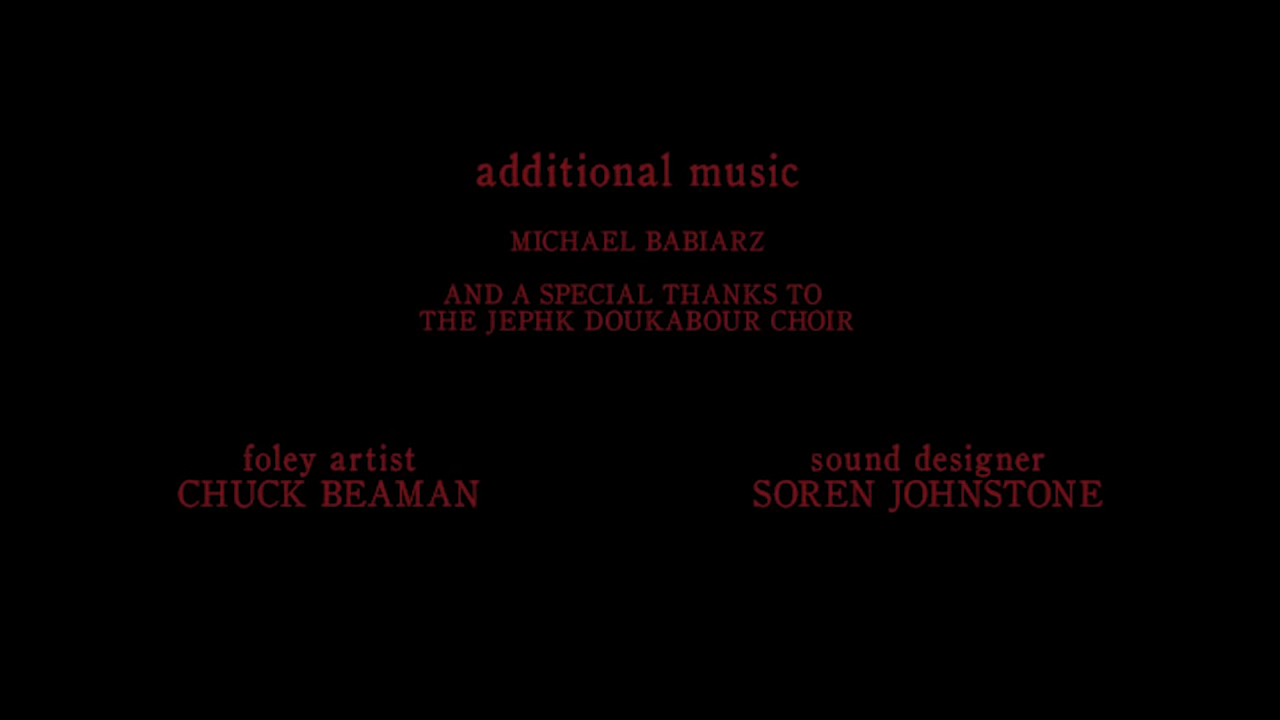 additional music
MICHAEL BABIARZ
AND A SPECIAL THANKS TO
THE JEPHK DOUKABOUR CHOIR
foley artist
CHUCK BEAMAN
sound designer
SOREN JOHNSTONE